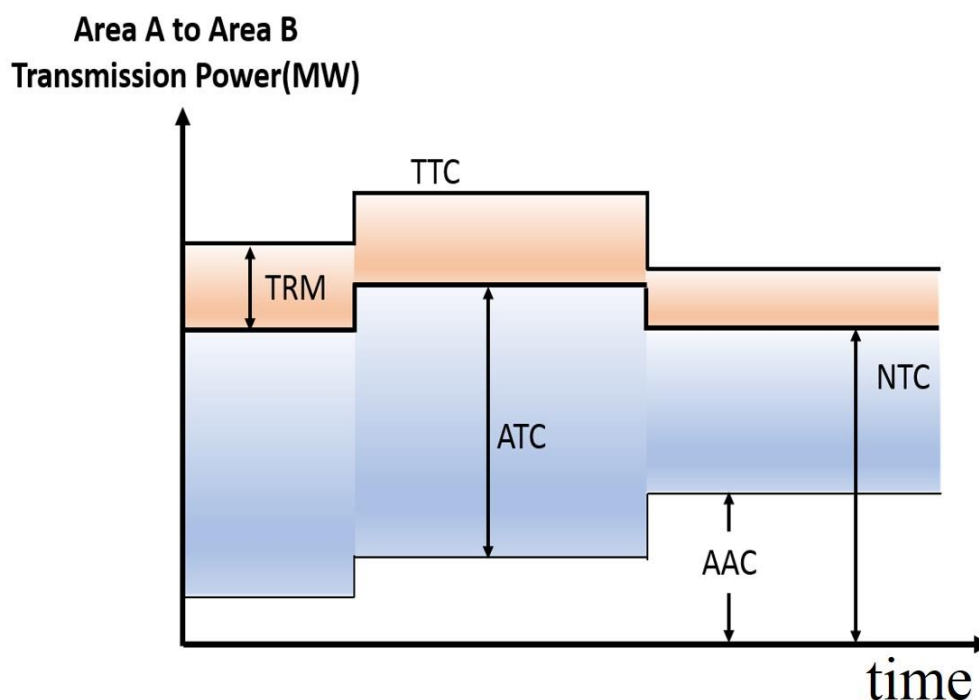 Area A to Area B
Transmission Power(MW)
TTC
TRM
NTC
ATC
AAC
time